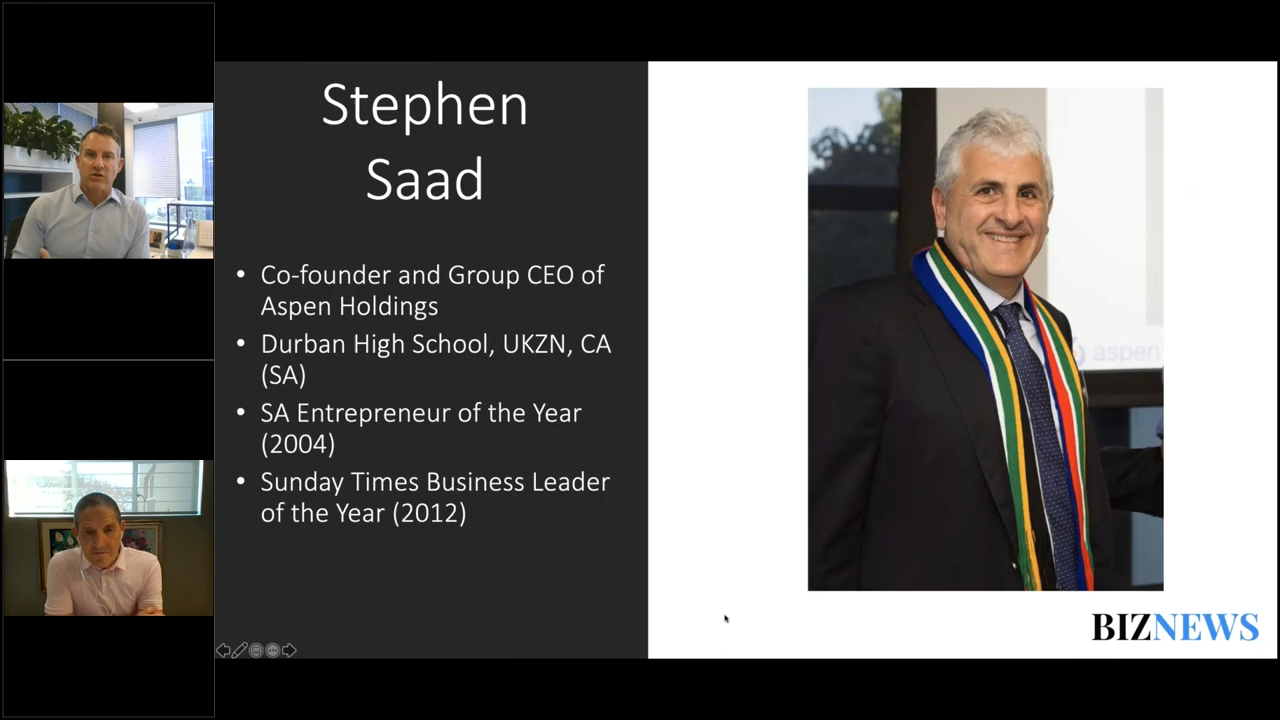 Stephen
Saad
• Co-founder and Group CEO of
Aspen Holdings
• Durban High School, UKZN, CA
(SA)
• SA Entrepreneur of the Year
(2004)
• Sunday Times Business Leader
of the Year (2012)
aspen
BIZNEWS